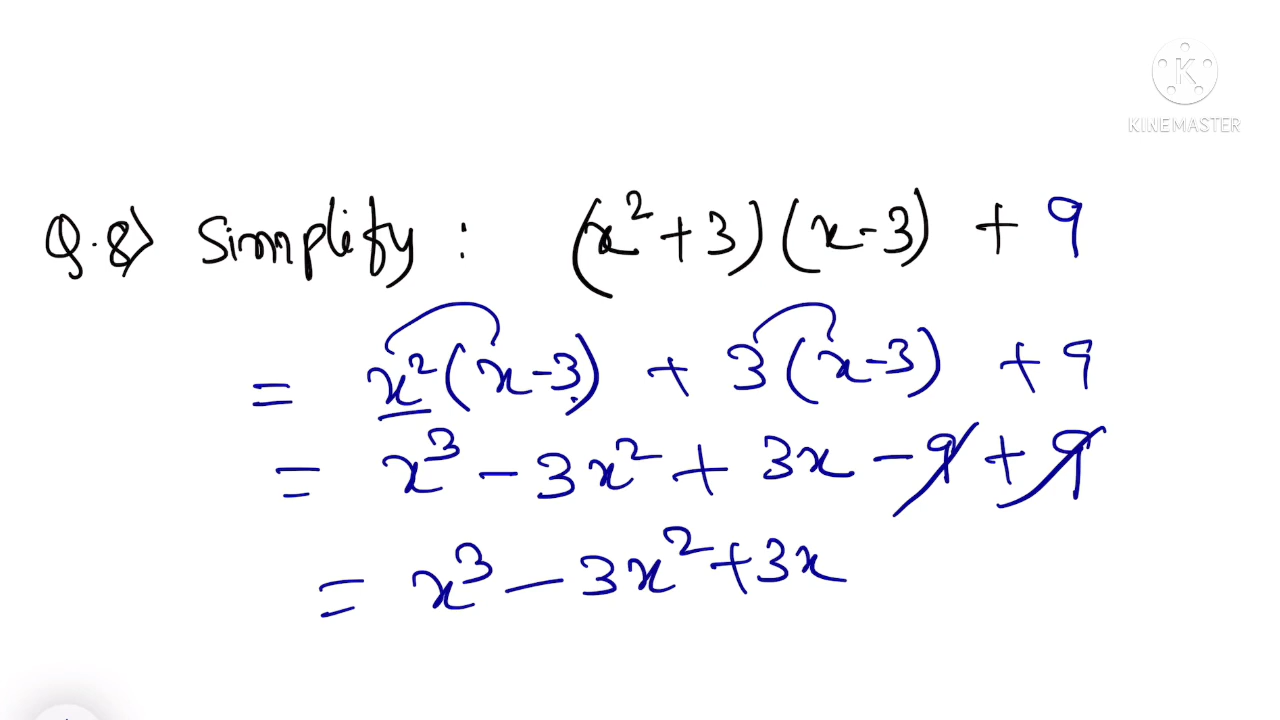 K
KINEMASTER
Q.8) Simplify : (x²+3)(x-3) + 9
= x²(x-3) + 3(x-3) + 9
= x³ - 3x² + 3x - 9 + 9
= x³ - 3x² + 3x